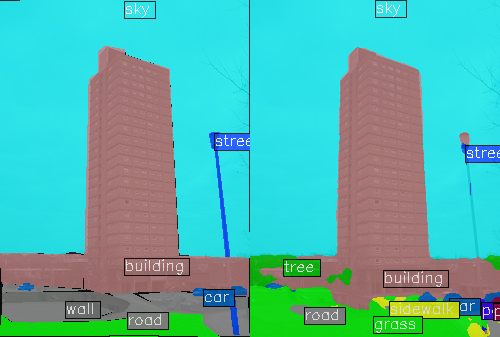 sky
sky
stree
stree
building
tree
building
car
wall
road
road
sidewalk
grass